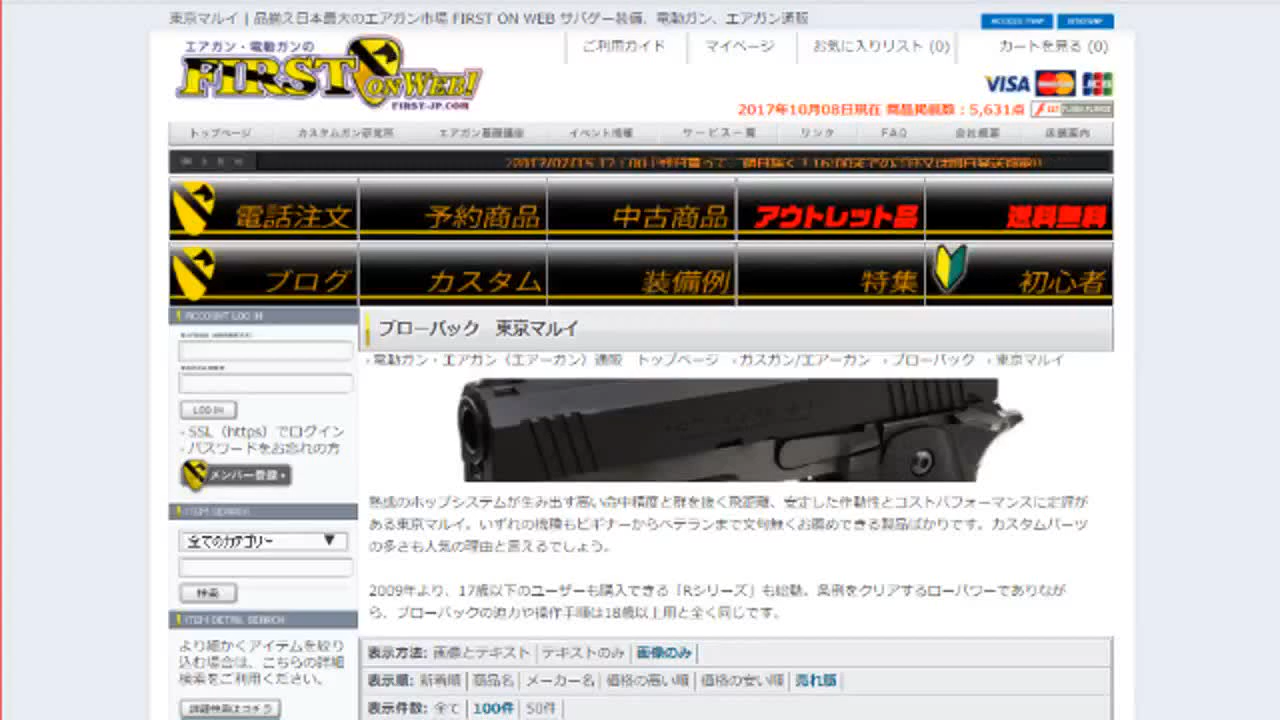 東京マルイ | 品揃え日本最大のエアガン市場 FIRST ON WEB サバゲー装備、電動ガン、エアガン通販
エアガン・電動ガンの
FIRST ON WEB!
FIRST-JP.COM
ご利用ガイド マイページ お気に入りリスト (0) カートを見る (0)
VISA MasterCard JCB
2017年10月08日現在 商品掲載数：5,631点
トップページ カスタムガン研究所 エアガン基礎講座 イベント情報 サービス一覧 リンク FAQ 会社概要 店舗案内
電話注文 予約商品 中古商品 アウトレット品 送料無料
ブログ カスタム 装備例 特集 初心者
ACCOUNT LOG IN
LOG IN
SSL（https）でログイン
パスワードをお忘れの方
メンバー登録
ITEM SEARCH
全てのカテゴリー ▼
検索
ITEM DETAIL SEARCH
より細かくアイテムを絞り
込む場合は、こちらの詳細
検索をご利用ください。
詳細検索はコチラ
ブローバック 東京マルイ
電動ガン・エアガン（エアーガン）通販 トップページ ガスガン/エアーガン ブローバック 東京マルイ
熟成のホップシステムが生み出す高い命中精度と群を抜く飛距離、安定した作動性とコストパフォーマンスに定評が
ある東京マルイ。いずれの機種もビギナーからベテランまで文句無くお薦めできる製品ばかりです。カスタムパーツ
の多さも人気の理由と言えるでしょう。
2009年より、17歳以下のユーザーも購入できる「Rシリーズ」も始動。条例をクリアするローパワーでありなが
ら、ブローバックの迫力や操作手順は18歳以上用と全く同じです。
表示方法: 画像とテキスト | テキストのみ | 画像のみ |
表示順: 新着順 | 商品名 | メーカー名 | 価格の高い順 | 価格の安い順 | 売れ順 |
表示件数: 全て | 100件 | 50件 |